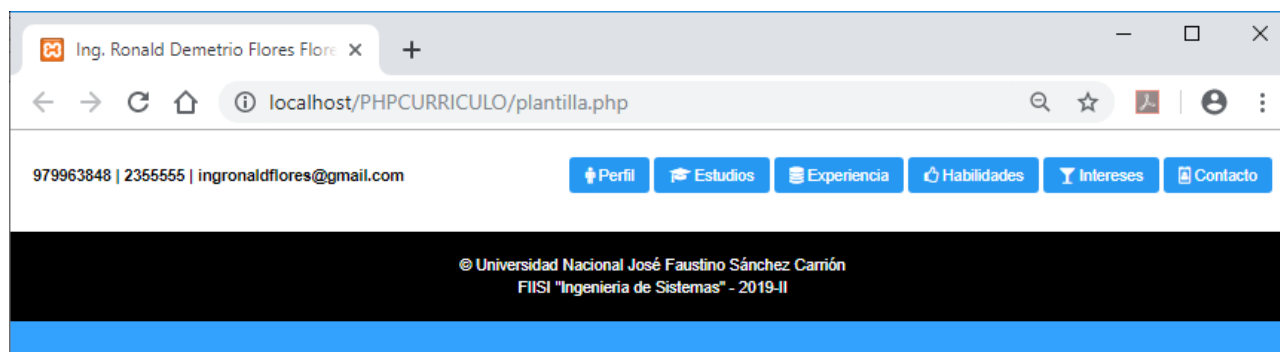 Ing. Ronald Demetrio Flores Flore
localhost/PHPCURRICULO/plantilla.php
979963848 | 2355555 | ingronaldflores@gmail.com
Perfil Estudios Experiencia Habilidades Intereses Contacto
© Universidad Nacional José Faustino Sánchez Carrión
FIISI "Ingenieria de Sistemas" - 2019-II